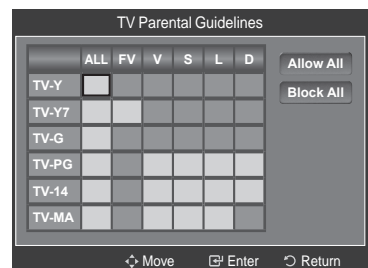 TV Parental Guidelines
ALL FV V S L D
Allow All
Block All
TV-Y
TV-Y7
TV-G
TV-PG
TV-14
TV-MA
Move Enter Return